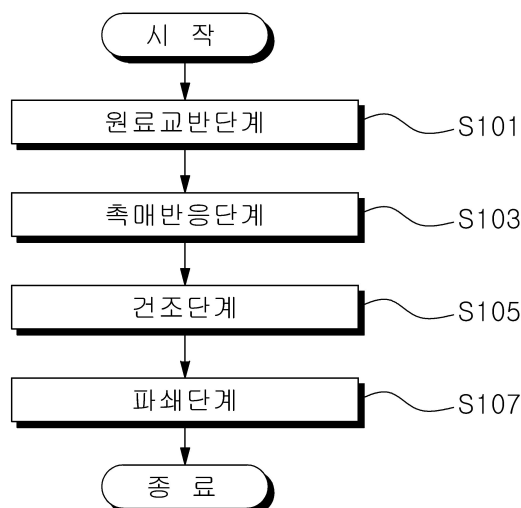 시 작
원료교반단계 S101
촉매반응단계 S103
건조단계 S105
파쇄단계 S107
종 료